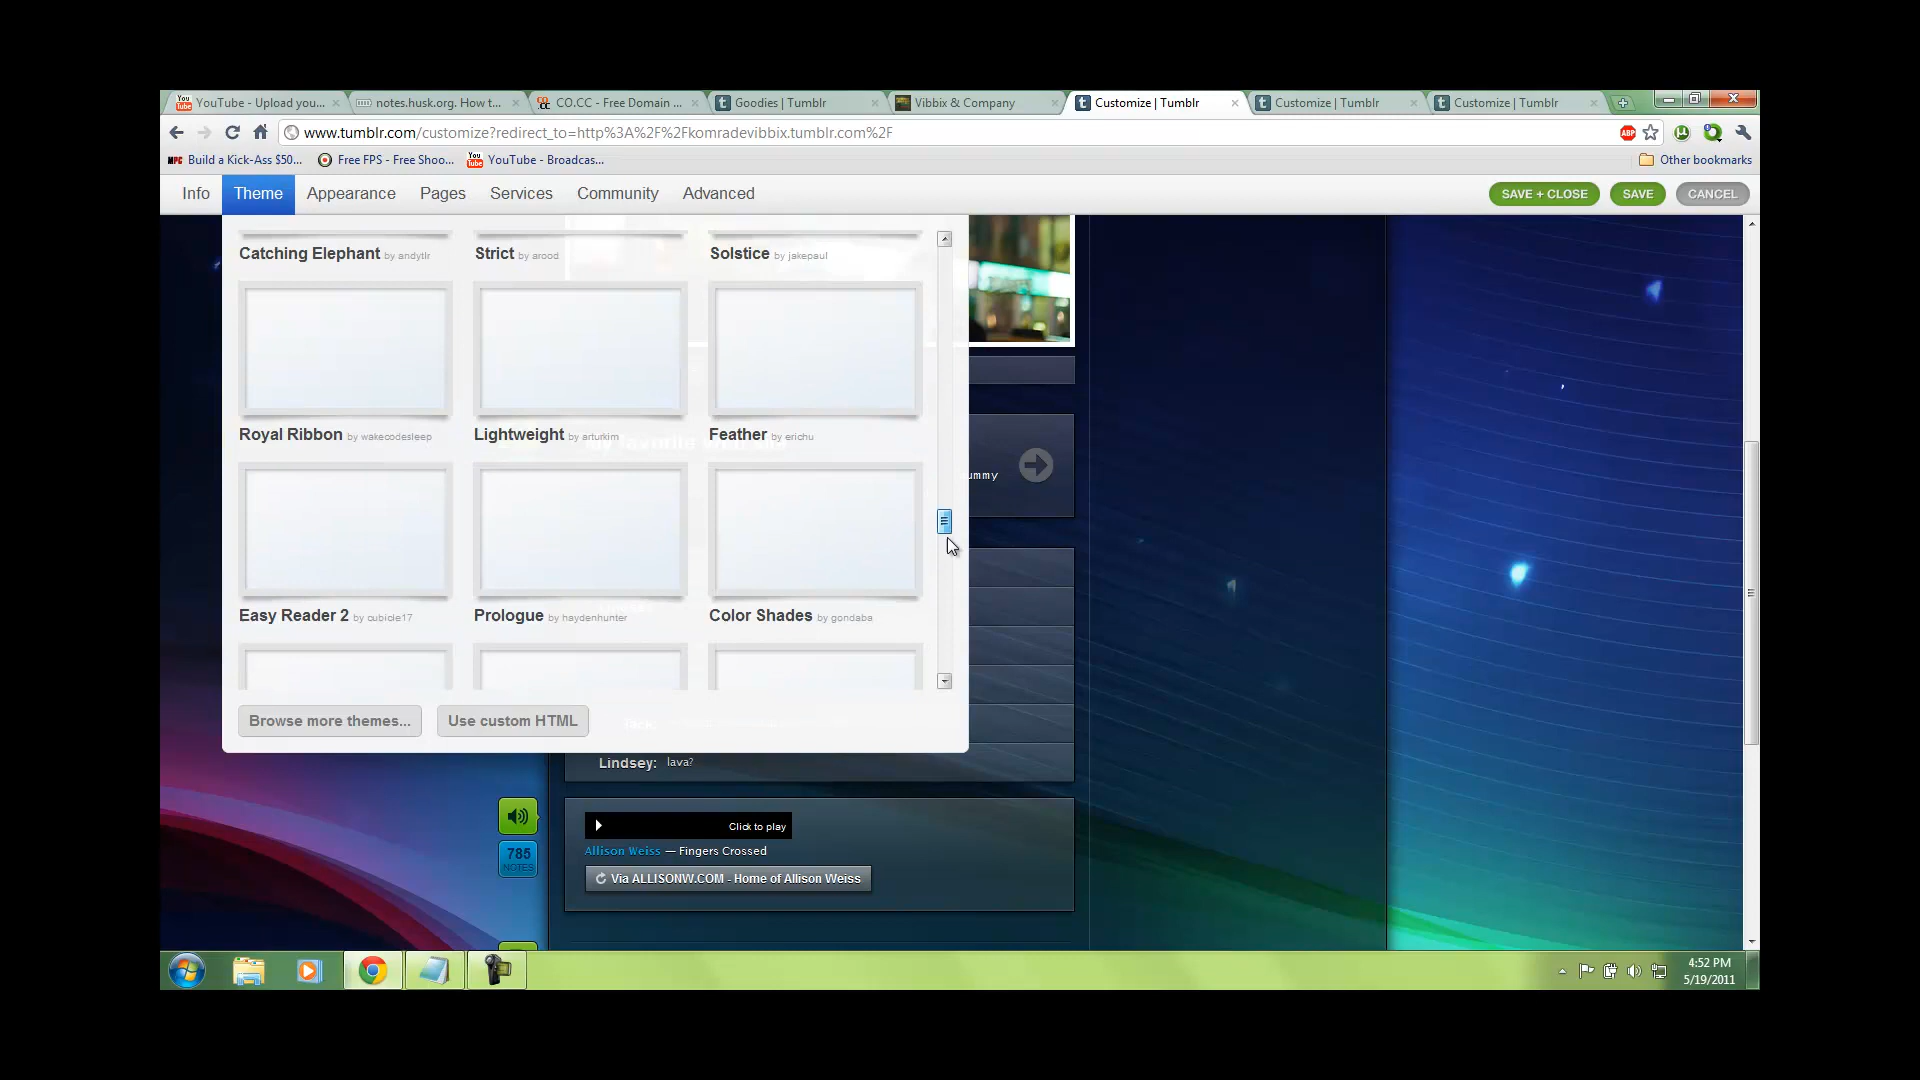 YouTube - Upload you...
notes.husk.org. How t...
CO.CC - Free Domain ...
Goodies | Tumblr
Vibbix & Company
Customize | Tumblr
Customize | Tumblr
Customize | Tumblr
www.tumblr.com/customize?redirect_to=http%3A%2F%2Fkomradevibbix.tumblr.com%2F
ABP
Build a Kick-Ass $50...
Free FPS - Free Shoo...
YouTube - Broadcas...
Other bookmarks
Info
Theme
Appearance
Pages
Services
Community
Advanced
SAVE + CLOSE
SAVE
CANCEL
Catching Elephant by andytlr
Strict by arood
Solstice by jakepaul
Royal Ribbon by wakecodesleep
Lightweight by arturkim
Feather by erichu
ummy
Easy Reader 2 by cubicle17
Prologue by haydenhunter
Color Shades by gondaba
Browse more themes...
Use custom HTML
Jack:
Lindsey: lava?
Click to play
785
NOTES
Allison Weiss — Fingers Crossed
Via ALLISONW.COM - Home of Allison Weiss
4:52 PM
5/19/2011